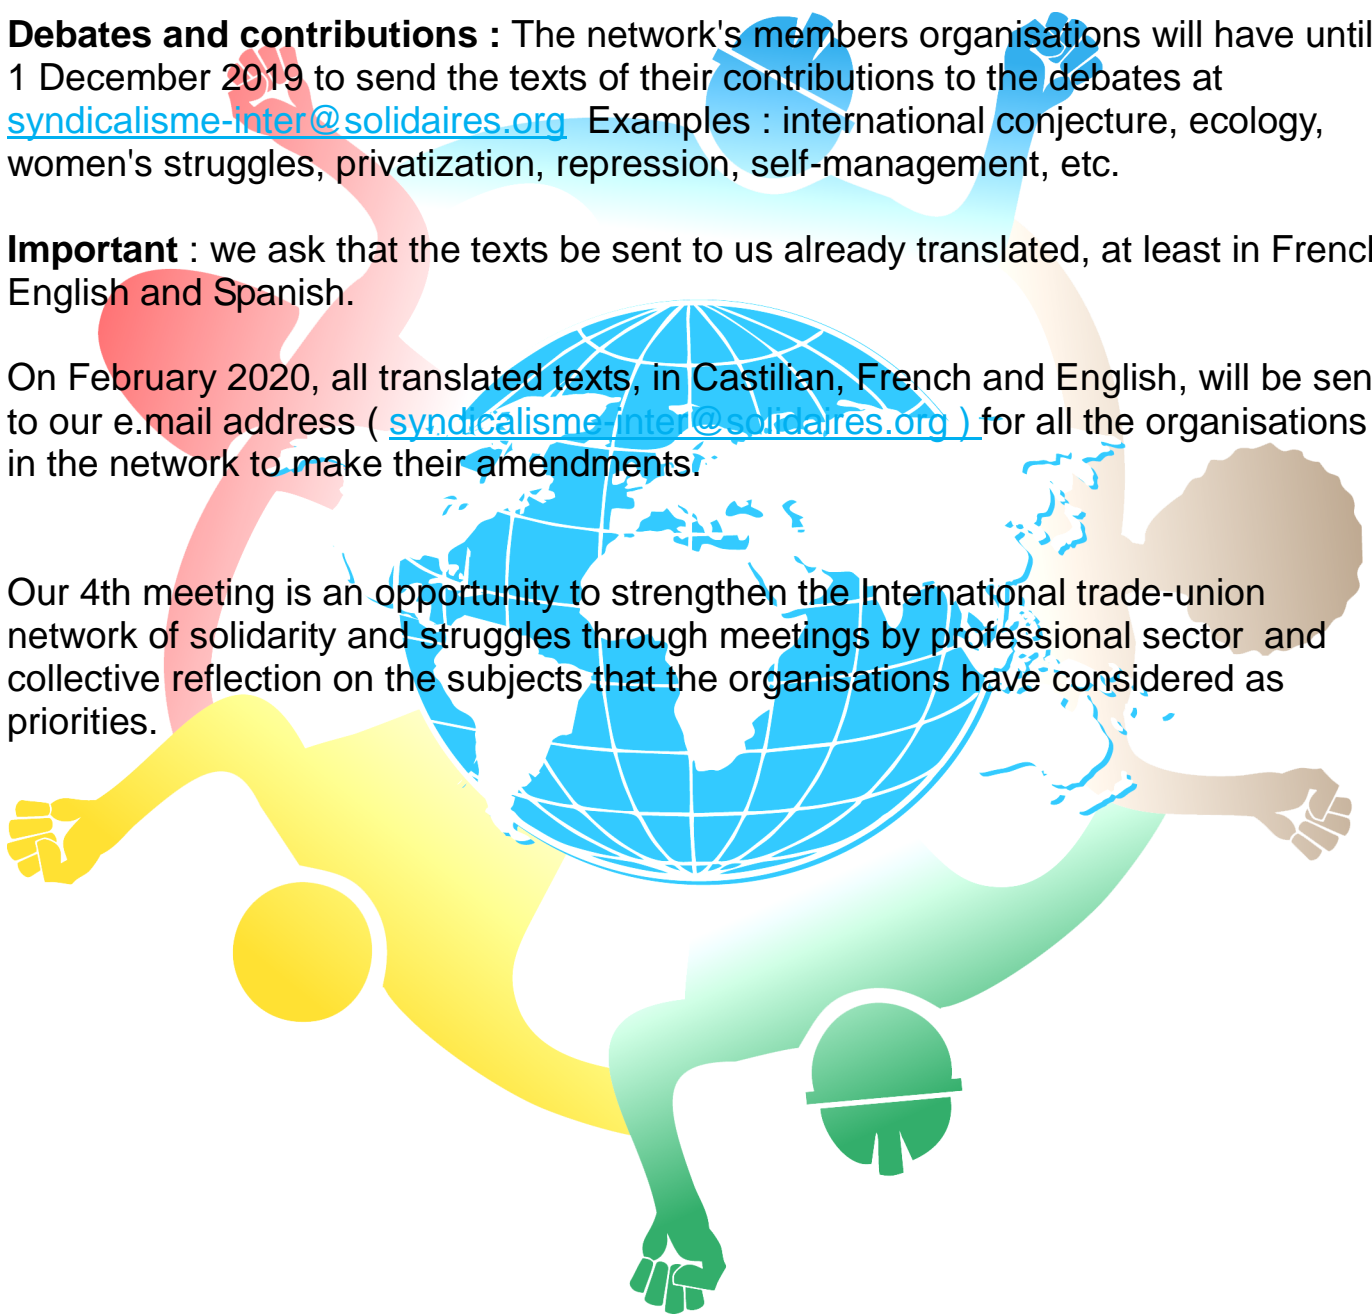 Debates and contributions : The network's members organisations will have until
1 December 2019 to send the texts of their contributions to the debates at
syndicalisme-inter@solidaires.org Examples : international conjecture, ecology,
women's struggles, privatization, repression, self-management, etc.
Important : we ask that the texts be sent to us already translated, at least in French
English and Spanish.
On February 2020, all translated texts, in Castilian, French and English, will be sen
to our e.mail address ( syndicalisme-inter@solidaires.org ) for all the organisations
in the network to make their amendments.
Our 4th meeting is an opportunity to strengthen the International trade-union
network of solidarity and struggles through meetings by professional sector and
collective reflection on the subjects that the organisations have considered as
priorities.